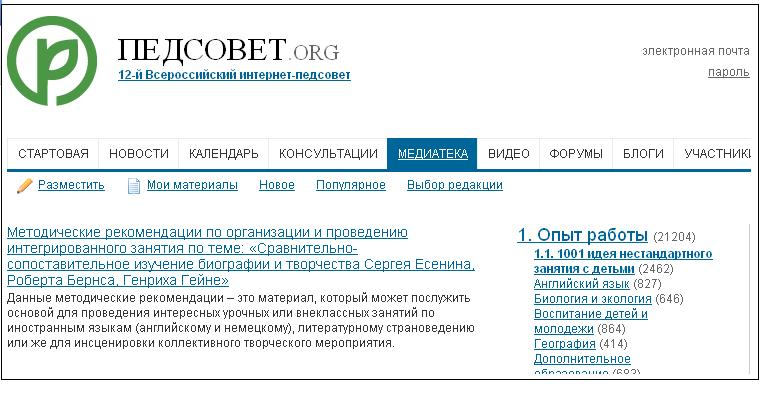 ПЕДСОВЕТ.ORG
12-й Всероссийский интернет-педсовет
электронная почта
пароль
СТАРТОВАЯ НОВОСТИ КАЛЕНДАРЬ КОНСУЛЬТАЦИИ МЕДИАТЕКА ВИДЕО ФОРУМЫ БЛОГИ УЧАСТНИКИ
Разместить Мои материалы Новое Популярное Выбор редакции
Методические рекомендации по организации и проведению
интегрированного занятия по теме: «Сравнительно-
сопоставительное изучение биографии и творчества Сергея Есенина,
Роберта Бернса, Генриха Гейне»
Данные методические рекомендации – это материал, который может послужить
основой для проведения интересных урочных или внеклассных занятий по
иностранным языкам (английскому и немецкому), литературному страноведению
или же для инсценировки коллективного творческого мероприятия.
1. Опыт работы (21204)
1.1. 1001 идея нестандартного
занятия с детьми (2462)
Английский язык (827)
Биология и экология (646)
Воспитание детей и
молодежи (864)
География (414)
Дополнительное
образование (683)